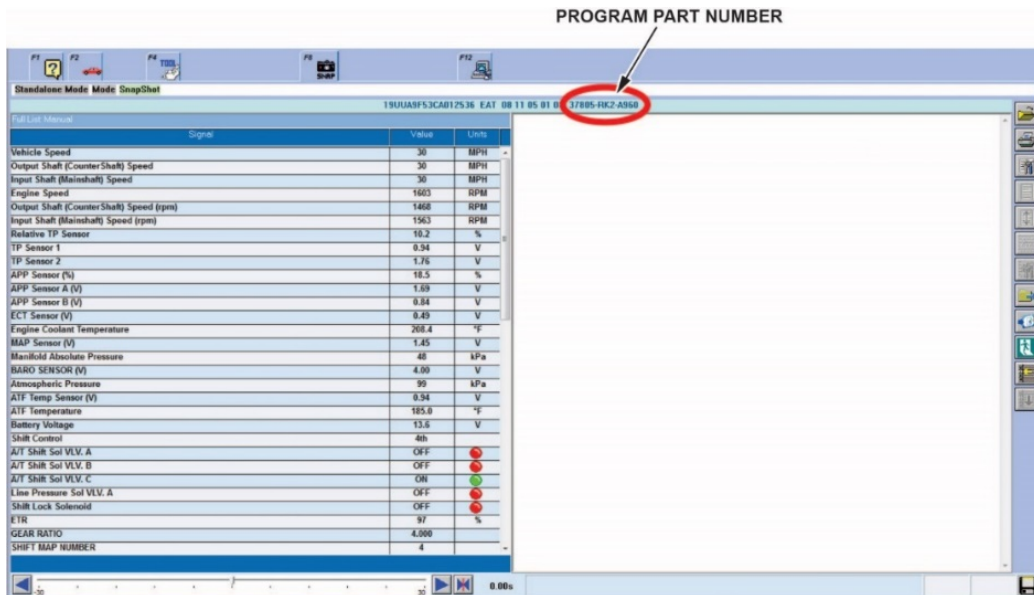 PROGRAM PART NUMBER
F1 F2 F4 TOOL F8 SNAP F12
Standalone Mode Mode SnapShot
19UUA9F53CA012536 EAT 08 11 05 01 37805-RK2-A960
Full List Manual
Signal Value Units
Vehicle Speed 30 MPH
Output Shaft (CounterShaft) Speed 30 MPH
Input Shaft (Mainshaft) Speed 30 MPH
Engine Speed 1603 RPM
Output Shaft (CounterShaft) Speed (rpm) 1468 RPM
Input Shaft (Mainshaft) Speed (rpm) 1563 RPM
Relative TP Sensor 10.2 %
TP Sensor 1 0.94 V
TP Sensor 2 1.76 V
APP Sensor (%) 18.5 %
APP Sensor A (V) 1.69 V
APP Sensor B (V) 0.84 V
ECT Sensor (V) 0.49 V
Engine Coolant Temperature 208.4 °F
MAP Sensor (V) 1.45 V
Manifold Absolute Pressure 48 kPa
BARO SENSOR (V) 4.00 V
Atmospheric Pressure 99 kPa
ATF Temp Sensor (V) 0.94 V
ATF Temperature 185.0 °F
Battery Voltage 13.6 V
Shift Control 4th
A/T Shift Sol VLV. A OFF
A/T Shift Sol VLV. B OFF
A/T Shift Sol VLV. C ON
Line Pressure Sol VLV. A OFF
Shift Lock Solenoid OFF
ETR 97 %
GEAR RATIO 4.000
SHIFT MAP NUMBER 4
-30 30 0.00s